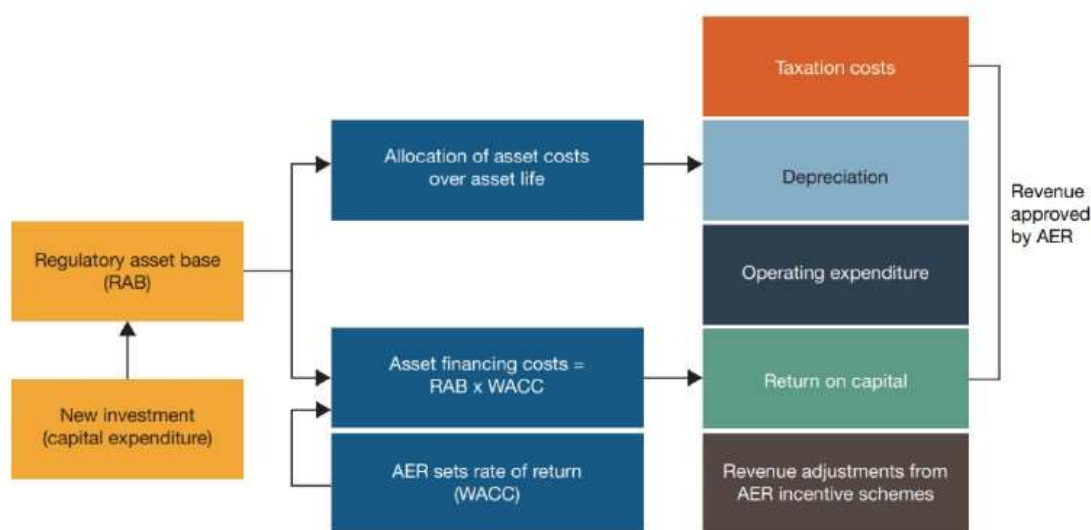 Regulatory asset base
(RAB)
New investment
(capital expenditure)
Allocation of asset costs
over asset life
Asset financing costs =
RAB x WACC
AER sets rate of return
(WACC)
Taxation costs
Depreciation
Operating expenditure
Return on capital
Revenue adjustments from
AER incentive schemes
Revenue
approved
by AER